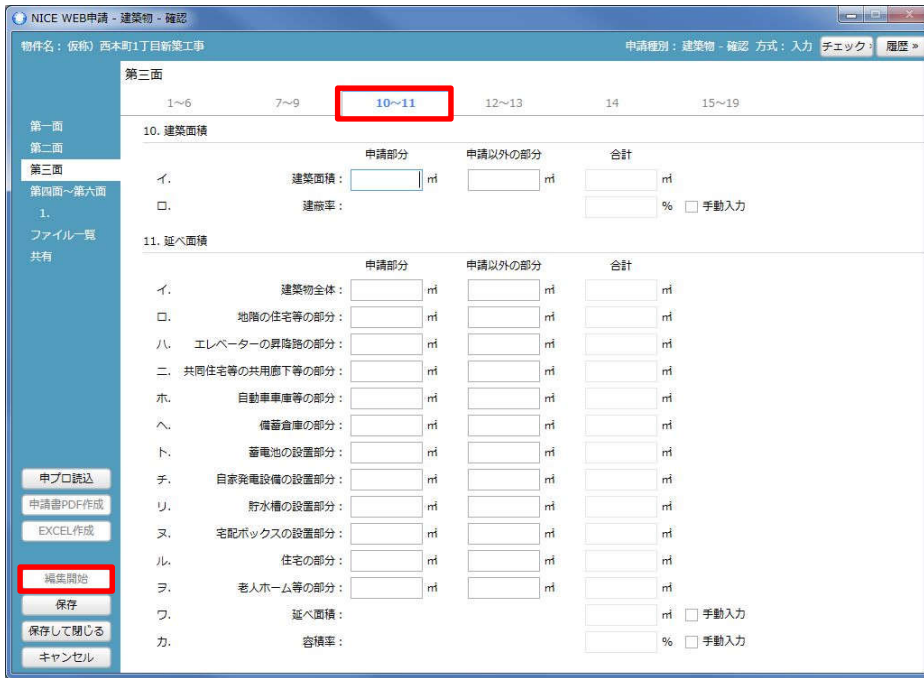 NICE WEB申請 - 建築物 - 確認
物件名：仮称）西本町1丁目新築工事 申請種別：建築物 - 確認 方式：入力 チェック» 履歴 »
第三面
1～6 7～9 10～11 12～13 14 15～19
第一面
第二面
第三面
第四面～第六面
1.
ファイル一覧
共有
10. 建築面積
申請部分 申請以外の部分 合計
イ. 建築面積： ㎡ ㎡ ㎡
ロ. 建蔽率： % 手動入力
11. 延べ面積
申請部分 申請以外の部分 合計
イ. 建築物全体： ㎡ ㎡ ㎡
ロ. 地階の住宅等の部分： ㎡ ㎡ ㎡
ハ. エレベーターの昇降路の部分： ㎡ ㎡ ㎡
ニ. 共同住宅等の共用廊下等の部分： ㎡ ㎡ ㎡
ホ. 自動車車庫等の部分： ㎡ ㎡ ㎡
ヘ. 備蓄倉庫の部分： ㎡ ㎡ ㎡
ト. 蓄電池の設置部分： ㎡ ㎡ ㎡
チ. 自家発電設備の設置部分： ㎡ ㎡ ㎡
リ. 貯水槽の設置部分： ㎡ ㎡ ㎡
ヌ. 宅配ボックスの設置部分： ㎡ ㎡ ㎡
ル. 住宅の部分： ㎡ ㎡ ㎡
ヲ. 老人ホーム等の部分： ㎡ ㎡ ㎡
ワ. 延べ面積： ㎡ 手動入力
カ. 容積率： % 手動入力
申プロ読込
申請書PDF作成
EXCEL作成
編集開始
保存
保存して閉じる
キャンセル